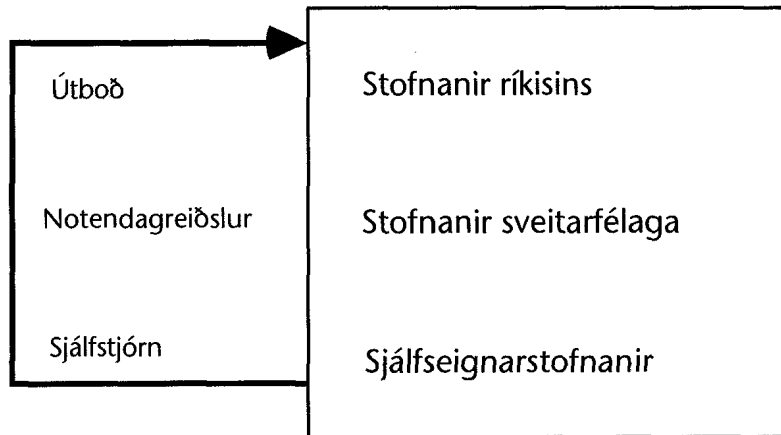 Útboð
Stofnanir ríkisins
Notendagreiðslur
Stofnanir sveitarfélaga
Sjálfstjórn
Sjálfseignarstofnanir